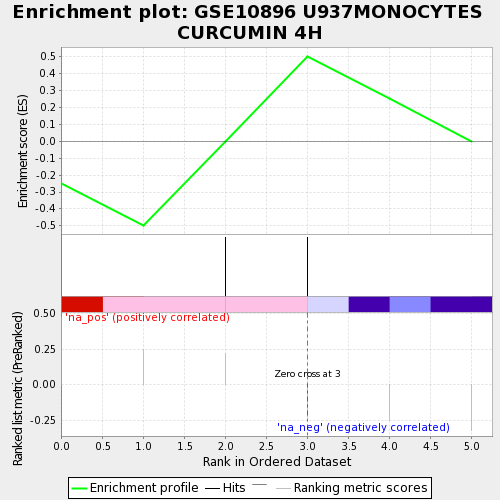 Enrichment plot: GSE10896 U937MONOCYTES
CURCUMIN 4H
Enrichment score (ES)
0.5
0.4
0.3
0.2
0.1
0.0
-0.1
-0.2
-0.3
-0.4
-0.5
Ranked list metric (PreRanked)
0.50
0.25
0.00
-0.25
'na_pos' (positively correlated)
Zero cross at 3
'na_neg' (negatively correlated)
0.0 0.5 1.0 1.5 2.0 2.5 3.0 3.5 4.0 4.5 5.0
Rank in Ordered Dataset
Enrichment profile Hits Ranking metric scores